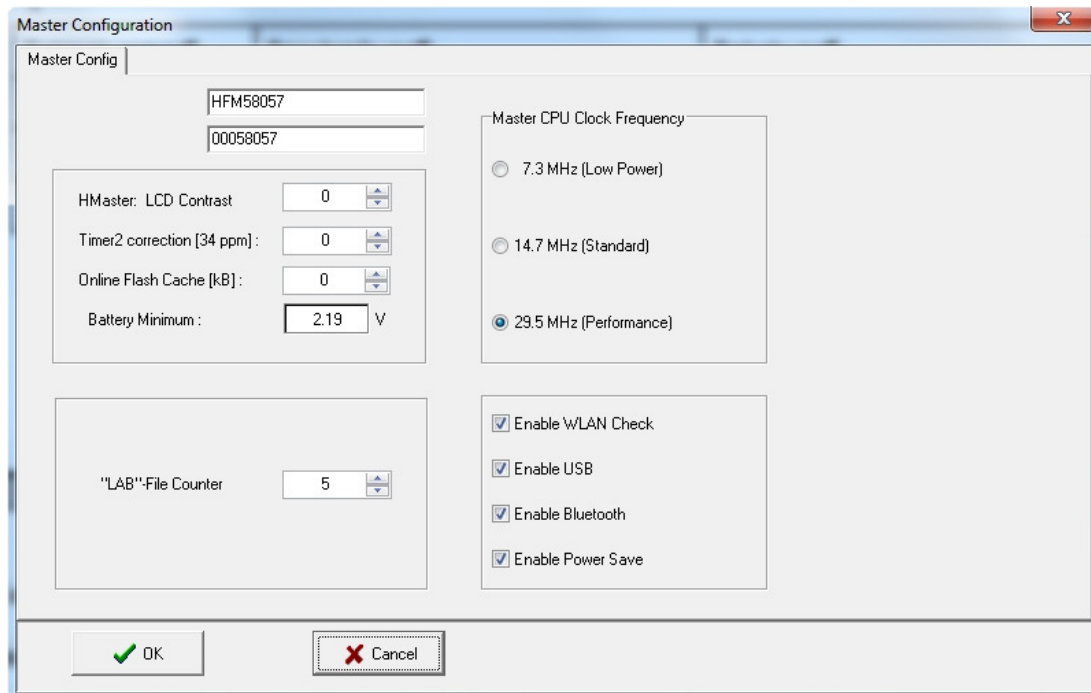 Master Configuration
Master Config
HFM58057
00058057
HMaster: LCD Contrast 0
Timer2 correction [34 ppm] : 0
Online Flash Cache [kB] : 0
Battery Minimum : 2.19 V
"LAB"-File Counter 5
Master CPU Clock Frequency
7.3 MHz (Low Power)
14.7 MHz (Standard)
29.5 MHz (Performance)
Enable WLAN Check
Enable USB
Enable Bluetooth
Enable Power Save
OK
Cancel